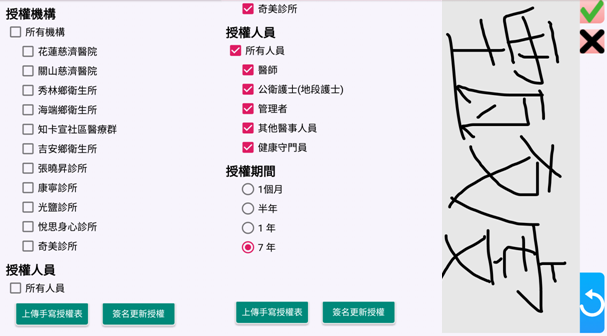 授權機構
所有機構
花蓮慈濟醫院
關山慈濟醫院
秀林鄉衛生所
海端鄉衛生所
知卡宣社區醫療群
吉安鄉衛生所
張曉昇診所
康寧診所
光鹽診所
悅思身心診所
奇美診所
授權人員
所有人員
上傳手寫授權表
簽名更新授權
奇美診所
授權人員
所有人員
醫師
公衛護士(地段護士)
管理者
其他醫事人員
健康守門員
授權期間
1個月
半年
1 年
7 年
上傳手寫授權表
簽名更新授權